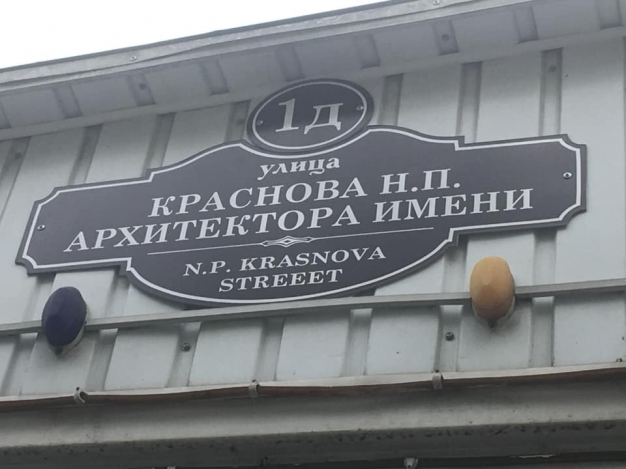 1д
улица
КРАСНОВА Н.П.
АРХИТЕКТОРА ИМЕНИ
N.P. KRASNOVA
STREEET